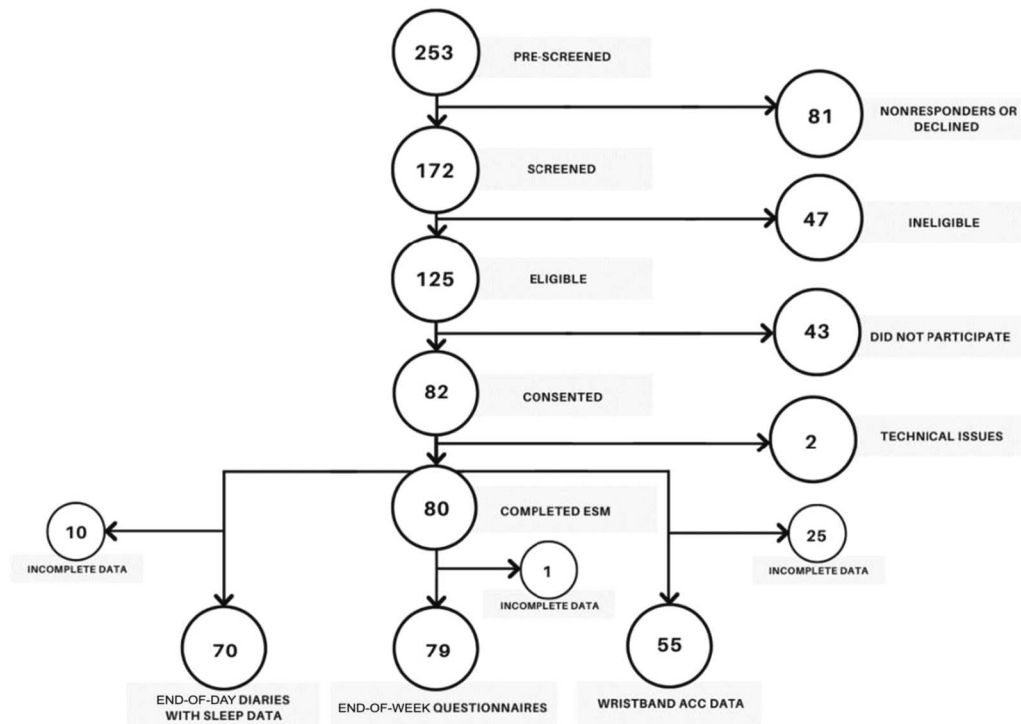 253
PRE-SCREENED
81
NONRESPONDERS OR
DECLINED
172
SCREENED
47
INELIGIBLE
125
ELIGIBLE
43
DID NOT PARTICIPATE
82
CONSENTED
2
TECHNICAL ISSUES
80
COMPLETED ESM
10
INCOMPLETE DATA
1
INCOMPLETE DATA
25
INCOMPLETE DATA
70
END-OF-DAY DIARIES
WITH SLEEP DATA
79
END-OF-WEEK QUESTIONNAIRES
55
WRISTBAND ACC DATA